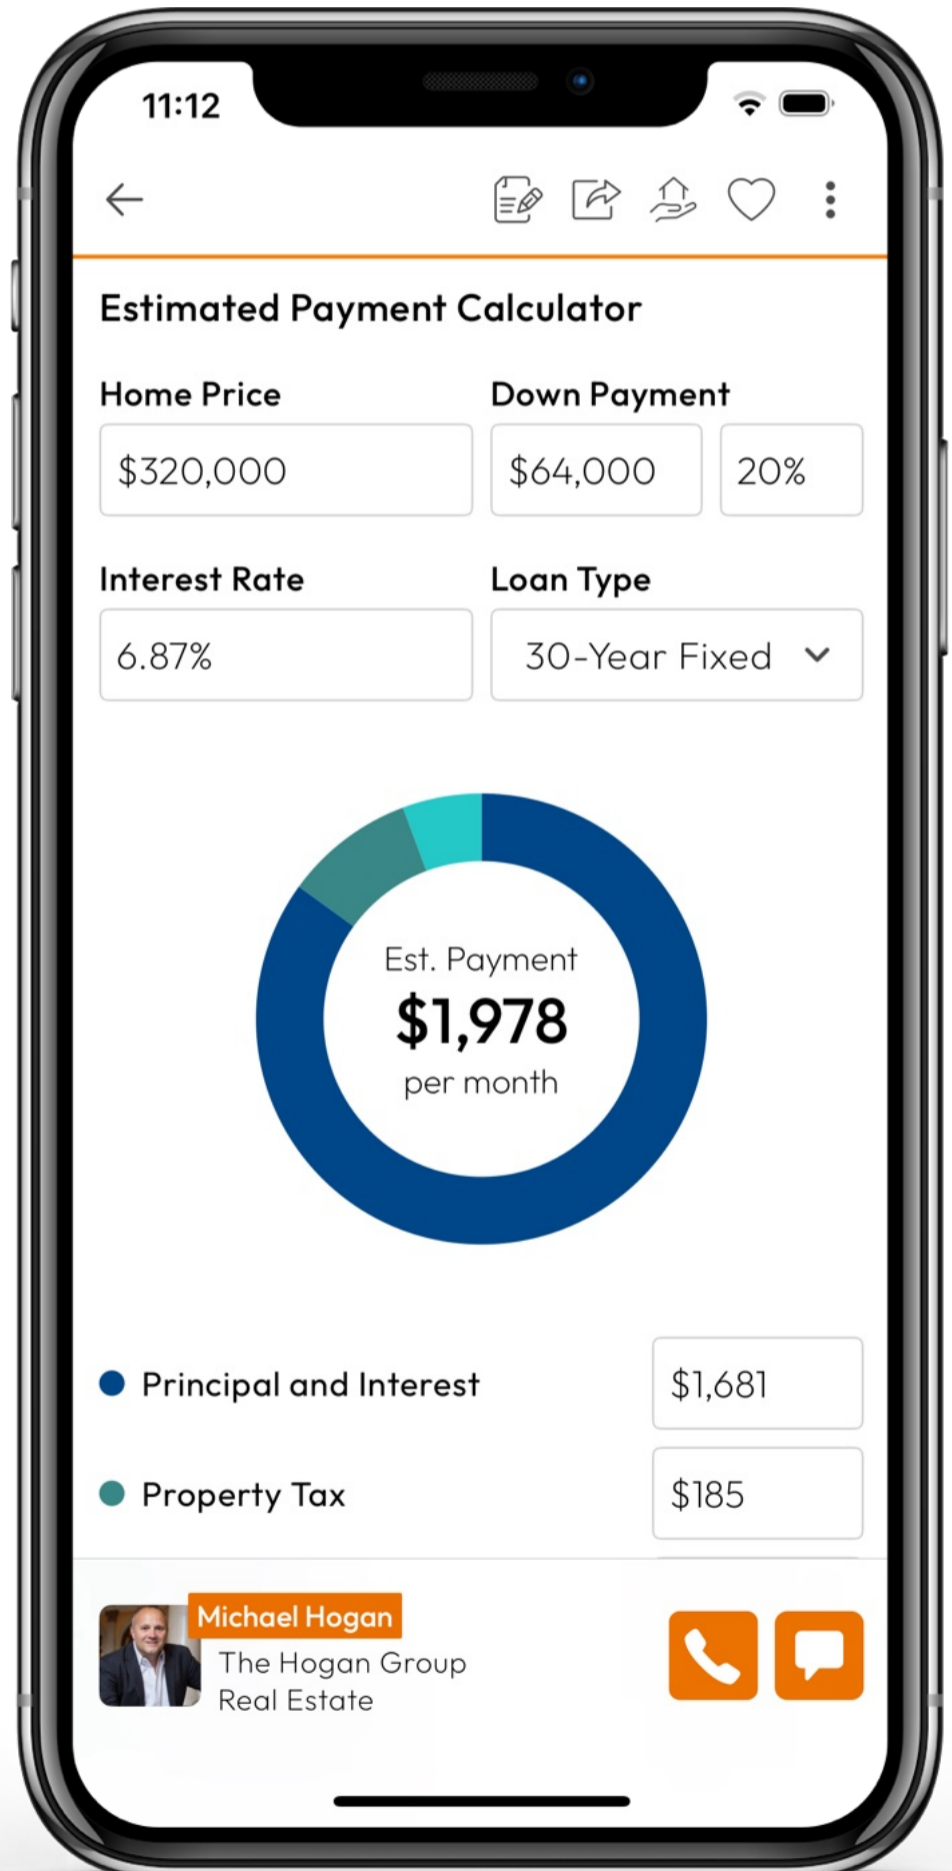 11:12
Estimated Payment Calculator
Home Price
Down Payment
$320,000
$64,000
20%
Interest Rate
Loan Type
6.87%
30-Year Fixed
Est. Payment
$1,978
per month
Principal and Interest
$1,681
Property Tax
$185
Michael Hogan
The Hogan Group
Real Estate